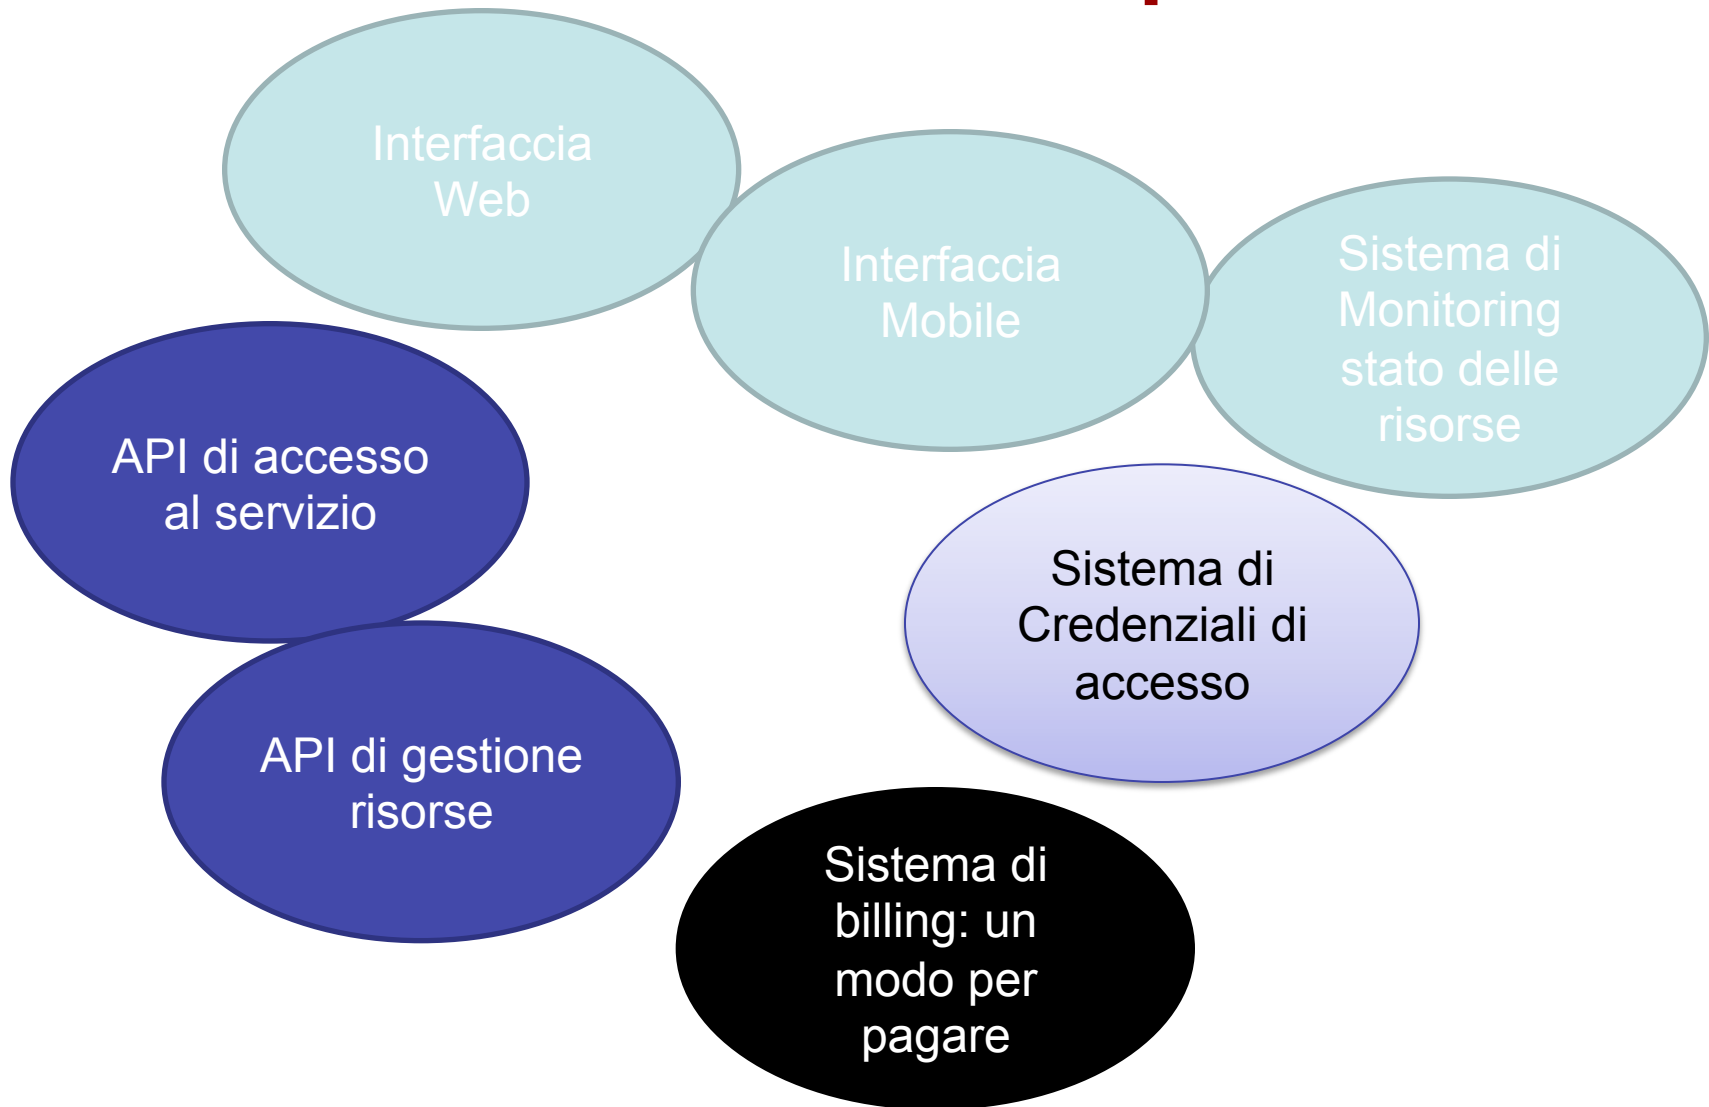 Interfaccia
Web
Interfaccia
Mobile
Sistema di
Monitoring
stato delle
risorse
API di accesso
al servizio
Sistema di
Credenziali di
accesso
API di gestione
risorse
Sistema di
billing: un
modo per
pagare